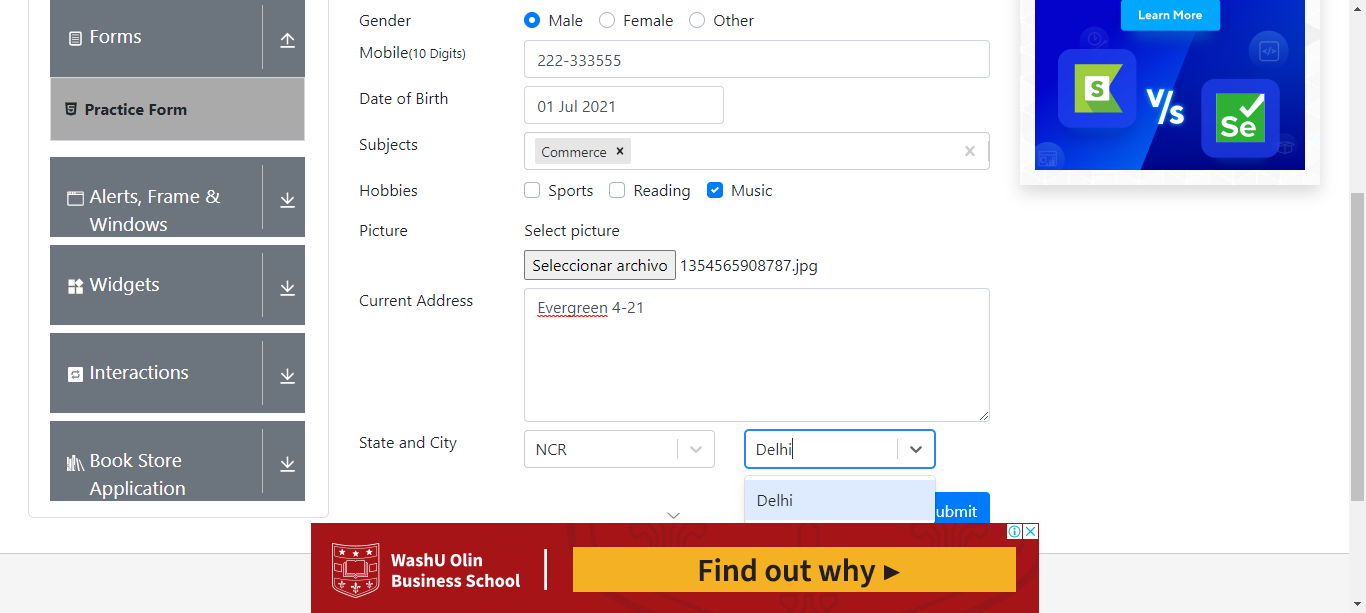 Forms
Practice Form
Alerts, Frame &
Windows
Widgets
Interactions
Book Store
Application
Gender
Male
Female
Other
Mobile(10 Digits)
222-333555
Date of Birth
01 Jul 2021
Subjects
Commerce ×
×
Hobbies
Sports
Reading
Music
Picture
Select picture
Seleccionar archivo 1354565908787.jpg
Current Address
Evergreen 4-21
State and City
NCR
Delhi
Delhi
ubmit
Learn More
S
V/s
Se
WashU Olin
Business School
Find out why ►